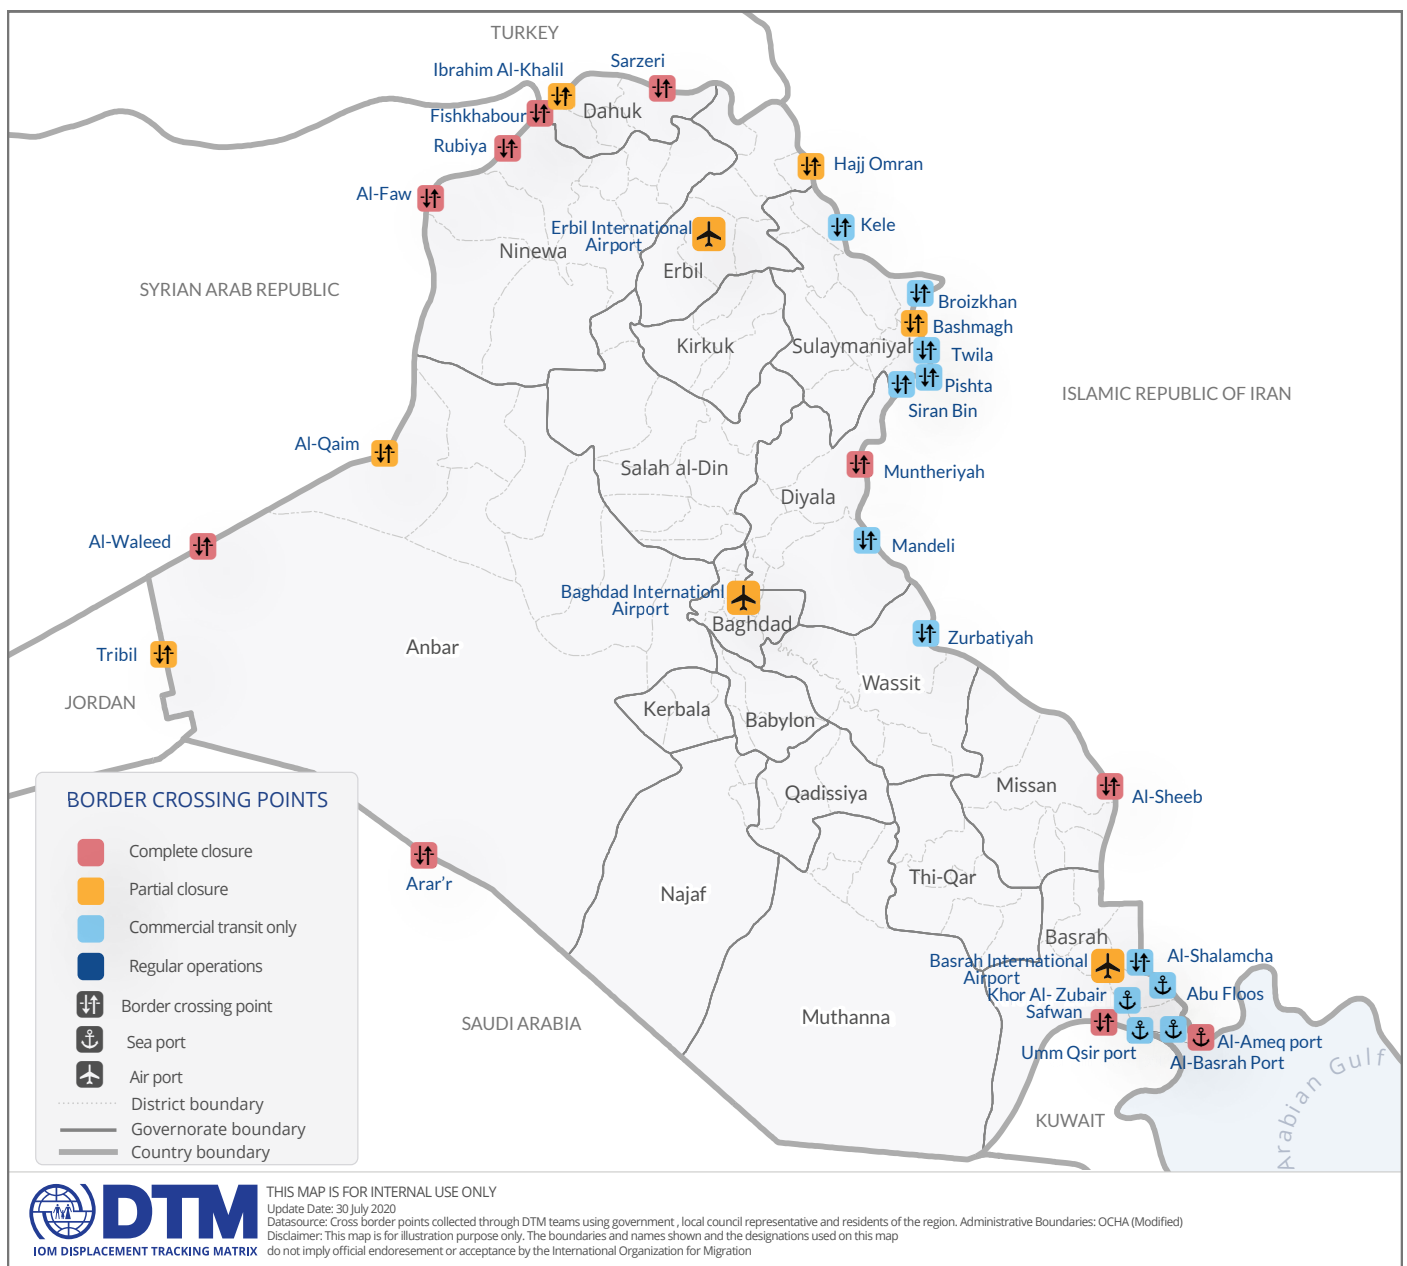 TURKEY
Sarzeri
Ibrahim Al-Khalil
Dahuk
Fishkhabour
Rubiya
Hajj Omran
Al-Faw
Kele
Erbil International
Airport
Ninewa
Erbil
SYRIAN ARAB REPUBLIC
Broizkhan
Bashmagh
Kirkuk
Sulaymaniyah
Twila
Pishta
ISLAMIC REPUBLIC OF IRAN
Siran Bin
Al-Qaim
Salah al-Din
Muntheriyah
Diyala
Al-Waleed
Mandeli
Baghdad Internationl
Airport
Baghdad
Zurbatiyah
Anbar
Tribil
Wassit
JORDAN
Kerbala
Babylon
Missan
Qadissiya
Al-Sheeb
BORDER CROSSING POINTS
Complete closure
Partial closure
Commercial transit only
Regular operations
Border crossing point
Sea port
Air port
District boundary
Governorate boundary
Country boundary
Arar’r
Najaf
Thi-Qar
Basrah
Basrah International
Airport
Al-Shalamcha
Khor Al- Zubair
Abu Floos
Safwan
Muthanna
SAUDI ARABIA
Umm Qsir port
Al-Ameq port
Al-Basrah Port
Arabian Gulf
KUWAIT
DTM
IOM DISPLACEMENT TRACKING MATRIX
THIS MAP IS FOR INTERNAL USE ONLY
Update Date: 30 July 2020
Datasource: Cross border points collected through DTM teams using government , local council representative and residents of the region. Administrative Boundaries: OCHA (Modified)
Disclaimer: This map is for illustration purpose only. The boundaries and names shown and the designations used on this map
do not imply official endoresement or acceptance by the International Organization for Migration